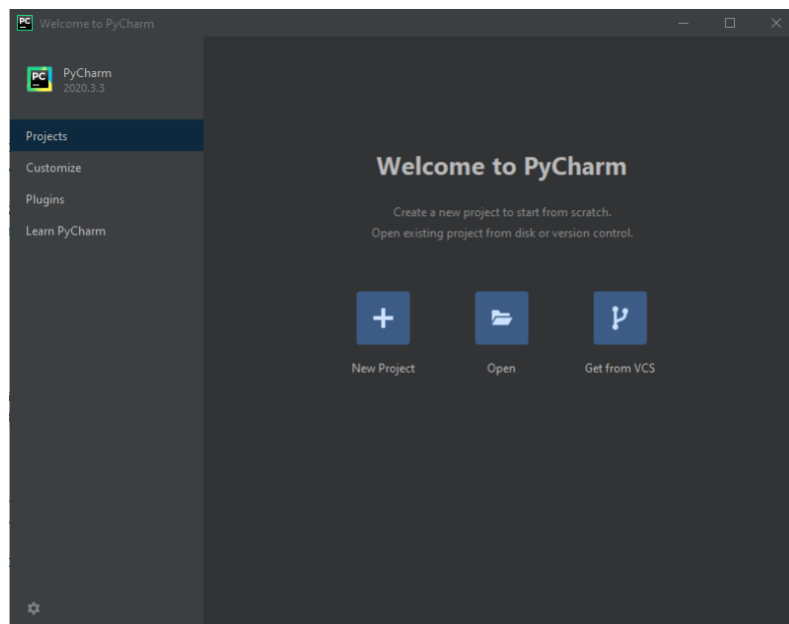 PC Welcome to PyCharm
PC PyCharm
2020.3.3
Projects
Customize
Plugins
Learn PyCharm
Welcome to PyCharm
Create a new project to start from scratch.
Open existing project from disk or version control.
New Project Open Get from VCS